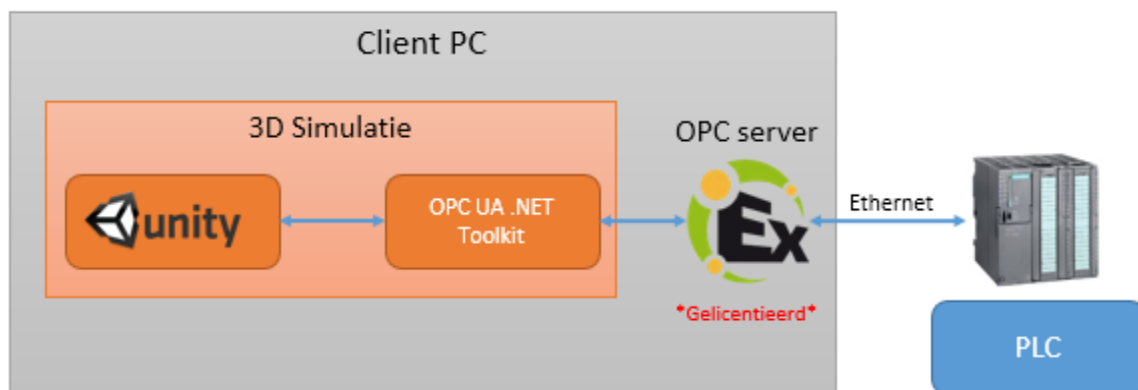 Client PC
3D Simulatie
OPC server
unity
OPC UA .NET
Toolkit
Ex
Ethernet
*Gelicentieerd*
PLC